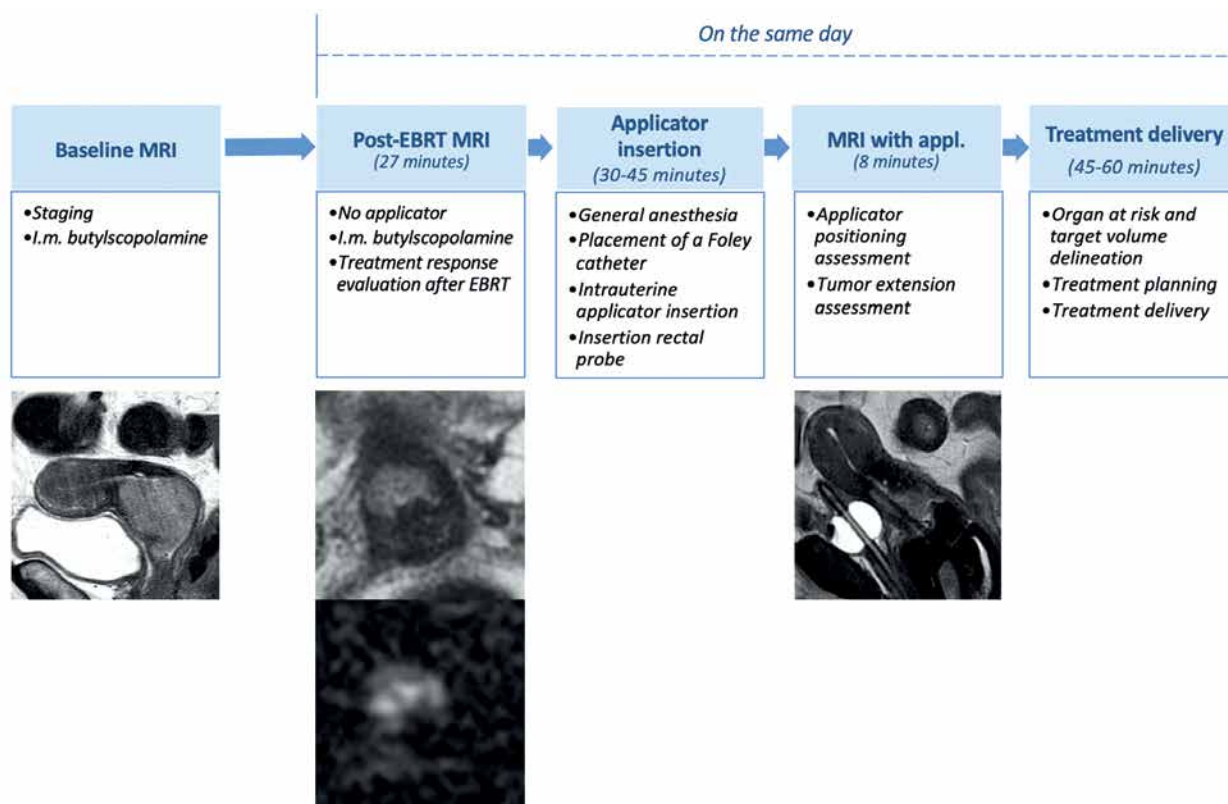 On the same day
Baseline MRI
•Staging
•I.m. butylscopolamine
Post-EBRT MRI
(27 minutes)
•No applicator
•I.m. butylscopolamine
•Treatment response
evaluation after EBRT
Applicator
insertion
(30-45 minutes)
•General anesthesia
•Placement of a Foley
catheter
•Intrauterine
applicator insertion
•Insertion rectal
probe
MRI with appl.
(8 minutes)
•Applicator
positioning
assessment
•Tumor extension
assessment
Treatment delivery
(45-60 minutes)
•Organ at risk and
target volume
delineation
•Treatment planning
•Treatment delivery